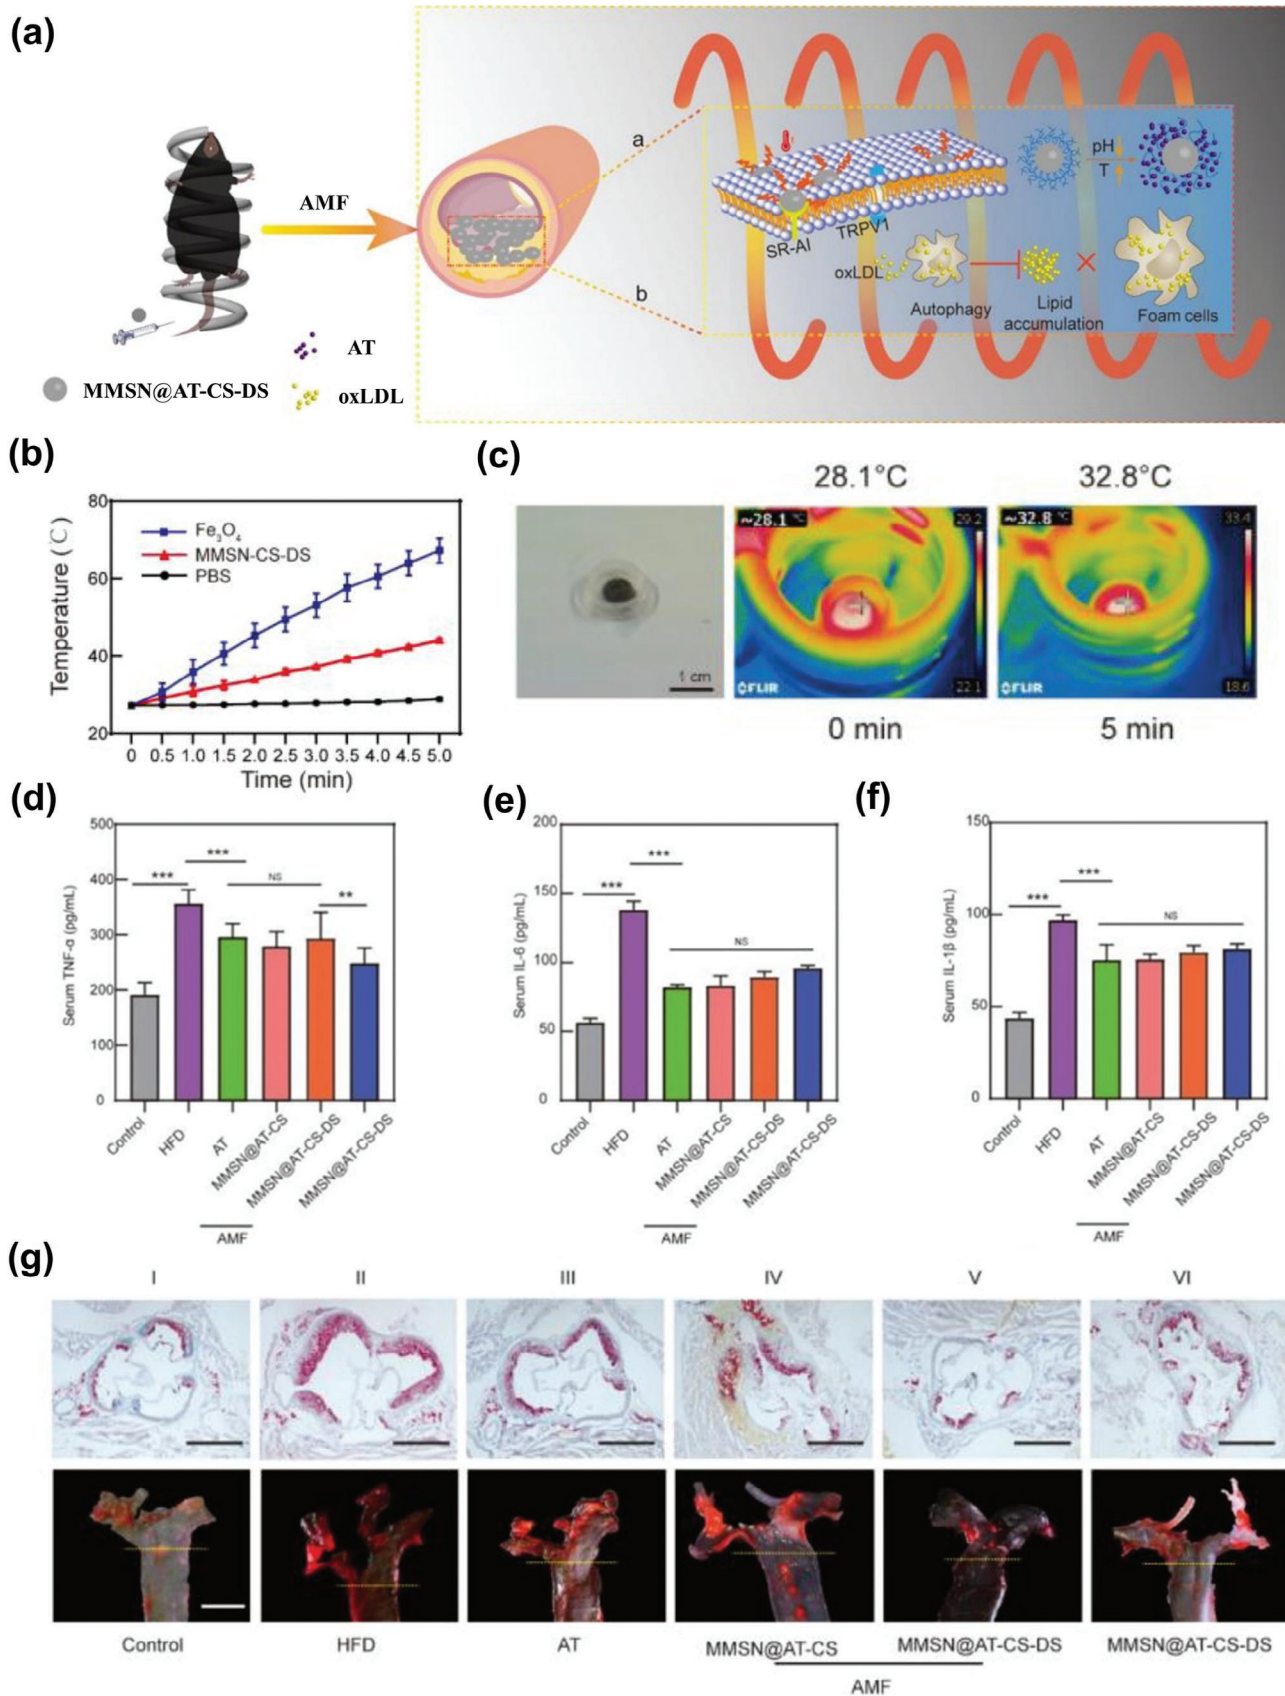 (a)
AMF
a
b
SR-AI
TRPV1
pH
T
oxLDL
Autophagy
Lipid
accumulation
Foam cells
AT
MMSN@AT-CS-DS
oxLDL
(b)
Temperature (℃)
80
60
40
20
Fe₃O₄
MMSN-CS-DS
PBS
0 0.5 1.0 1.5 2.0 2.5 3.0 3.5 4.0 4.5 5.0
Time (min)
(c)
28.1°C
32.8°C
1 cm
~28.1 °C
29.2
22.1
FLIR
~32.8 °C
33.4
18.6
FLIR
0 min
5 min
(d)
Serum TNF-α (pg/mL)
500
400
300
200
100
0
***
***
NS
**
Control
HFD
AT
MMSN@AT-CS
MMSN@AT-CS-DS
MMSN@AT-CS-DS
AMF
(e)
Serum IL-6 (pg/mL)
200
150
100
50
0
***
***
NS
Control
HFD
AT
MMSN@AT-CS
MMSN@AT-CS-DS
MMSN@AT-CS-DS
AMF
(f)
Serum IL-1β (pg/mL)
150
100
50
0
***
***
NS
Control
HFD
AT
MMSN@AT-CS
MMSN@AT-CS-DS
MMSN@AT-CS-DS
AMF
(g)
I II III IV V VI
Control
HFD
AT
MMSN@AT-CS
MMSN@AT-CS-DS
MMSN@AT-CS-DS
AMF